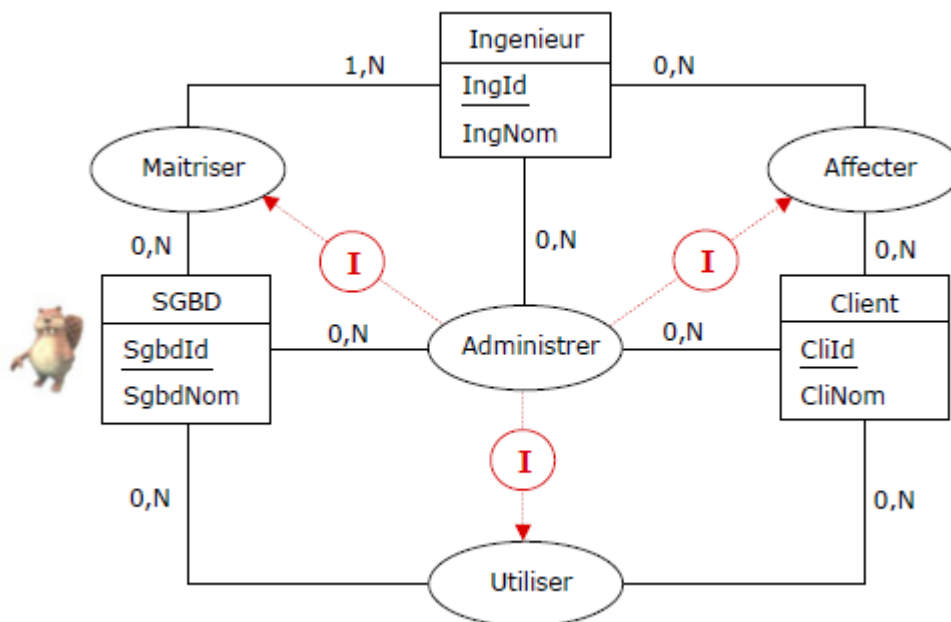 Ingenieur
1,N
0,N
IngId
IngNom
Maitriser
Affecter
0,N
0,N
0,N
I
I
SGBD
Client
0,N
Administrer
0,N
SgbdId
CliId
SgbdNom
CliNom
I
0,N
0,N
Utiliser